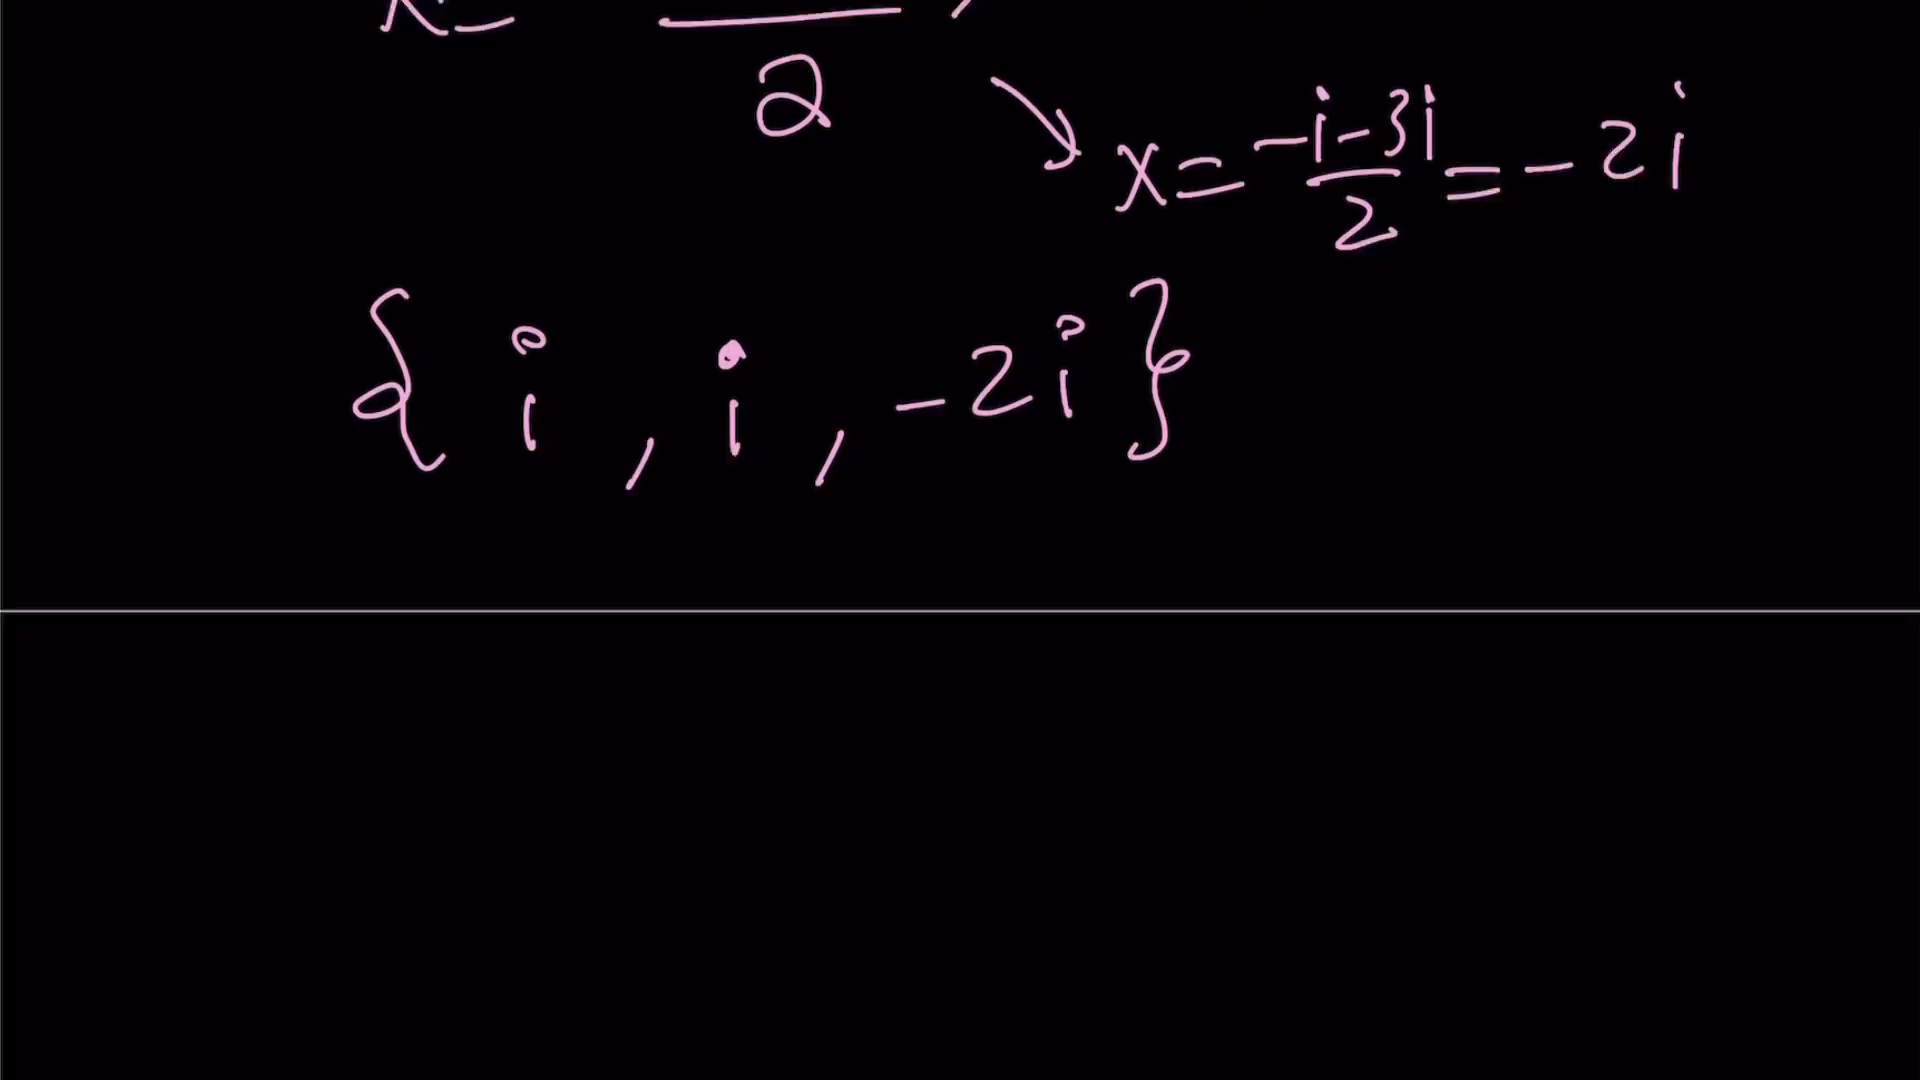 x =
2
x = -i-3i/2 = -2i
{ i , i , -2i }